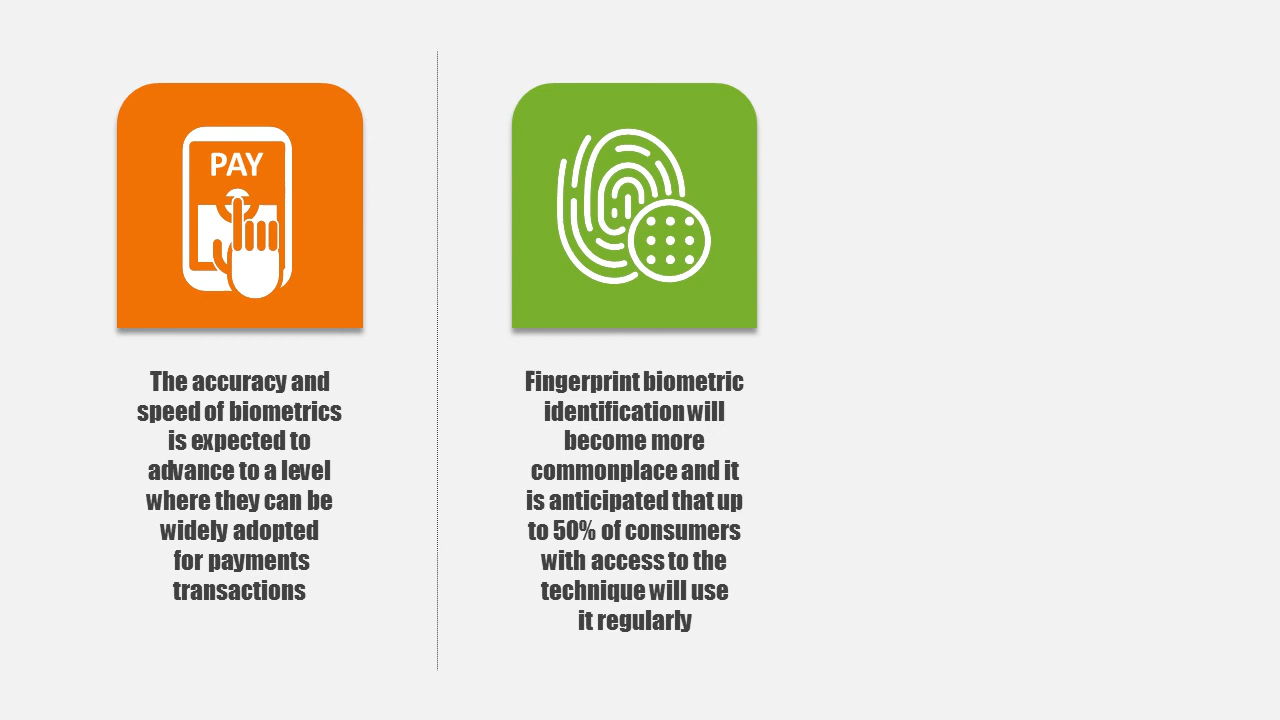 PAY
The accuracy and
speed of biometrics
is expected to
advance to a level
where they can be
widely adopted
for payments
transactions
Fingerprint biometric
identification will
become more
commonplace and it
is anticipated that up
to 50% of consumers
with access to the
technique will use
it regularly